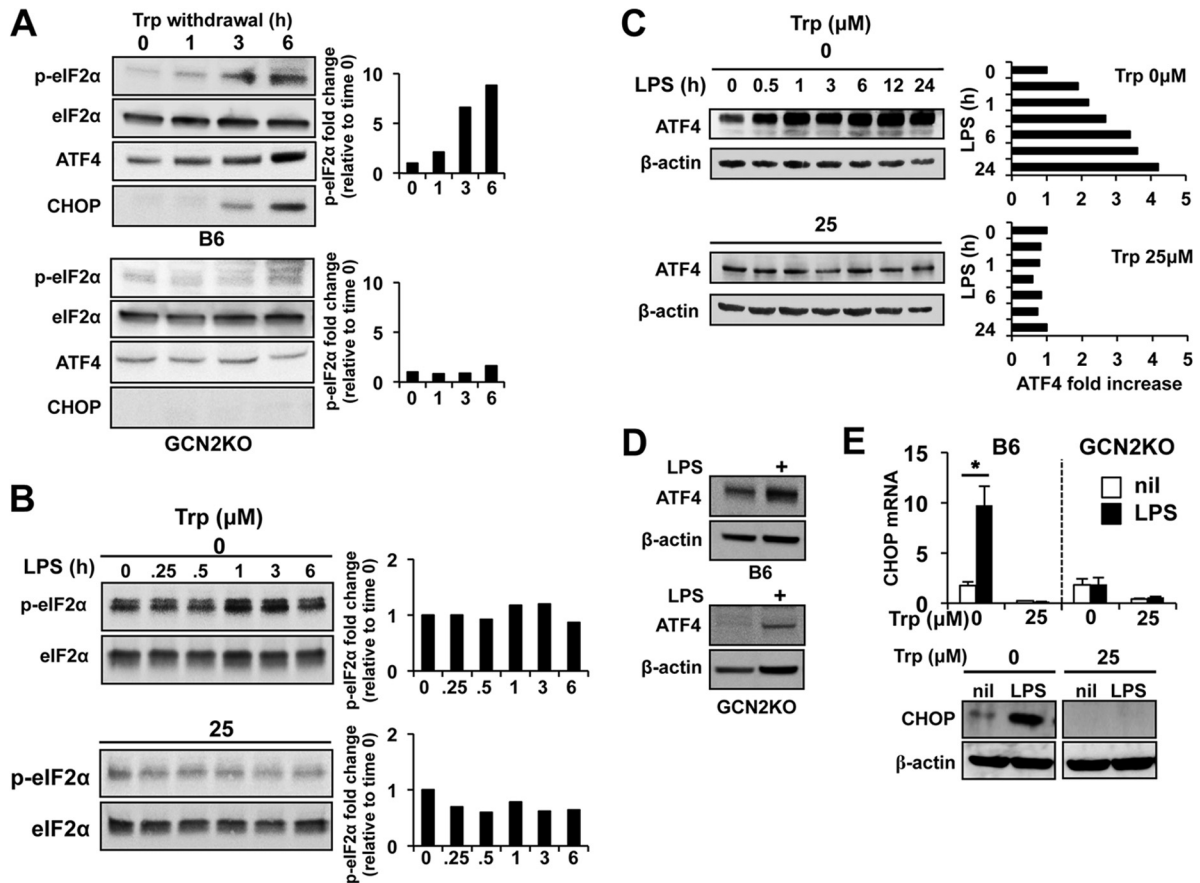 A
Trp withdrawal (h)
0 1 3 6
p-eIF2α
eIF2α
ATF4
CHOP
B6
p-eIF2α fold change
(relative to time 0)
10
5
0
0 1 3 6
p-eIF2α
eIF2α
ATF4
CHOP
GCN2KO
p-eIF2α fold change
(relative to time 0)
10
5
0
0 1 3 6
B
Trp (μM)
0
LPS (h) 0 .25 .5 1 3 6
p-eIF2α
eIF2α
p-eIF2α fold change
(relative to time 0)
2
1
0
0 .25 .5 1 3 6
25
p-eIF2α
eIF2α
p-eIF2α fold change
(relative to time 0)
2
1
0
0 .25 .5 1 3 6
C
Trp (μM)
0
LPS (h) 0 0.5 1 3 6 12 24
ATF4
β-actin
LPS (h)
0
1
6
24
Trp 0μM
0 1 2 3 4 5
25
ATF4
β-actin
LPS (h)
0
1
6
24
Trp 25μM
0 1 2 3 4 5
ATF4 fold increase
D
LPS +
ATF4
β-actin
B6
LPS +
ATF4
β-actin
GCN2KO
E
B6 GCN2KO
CHOP mRNA
15
10
5
0
*
nil
LPS
Trp (μM) 0 25 0 25
Trp (μM) 0 25
nil LPS nil LPS
CHOP
β-actin